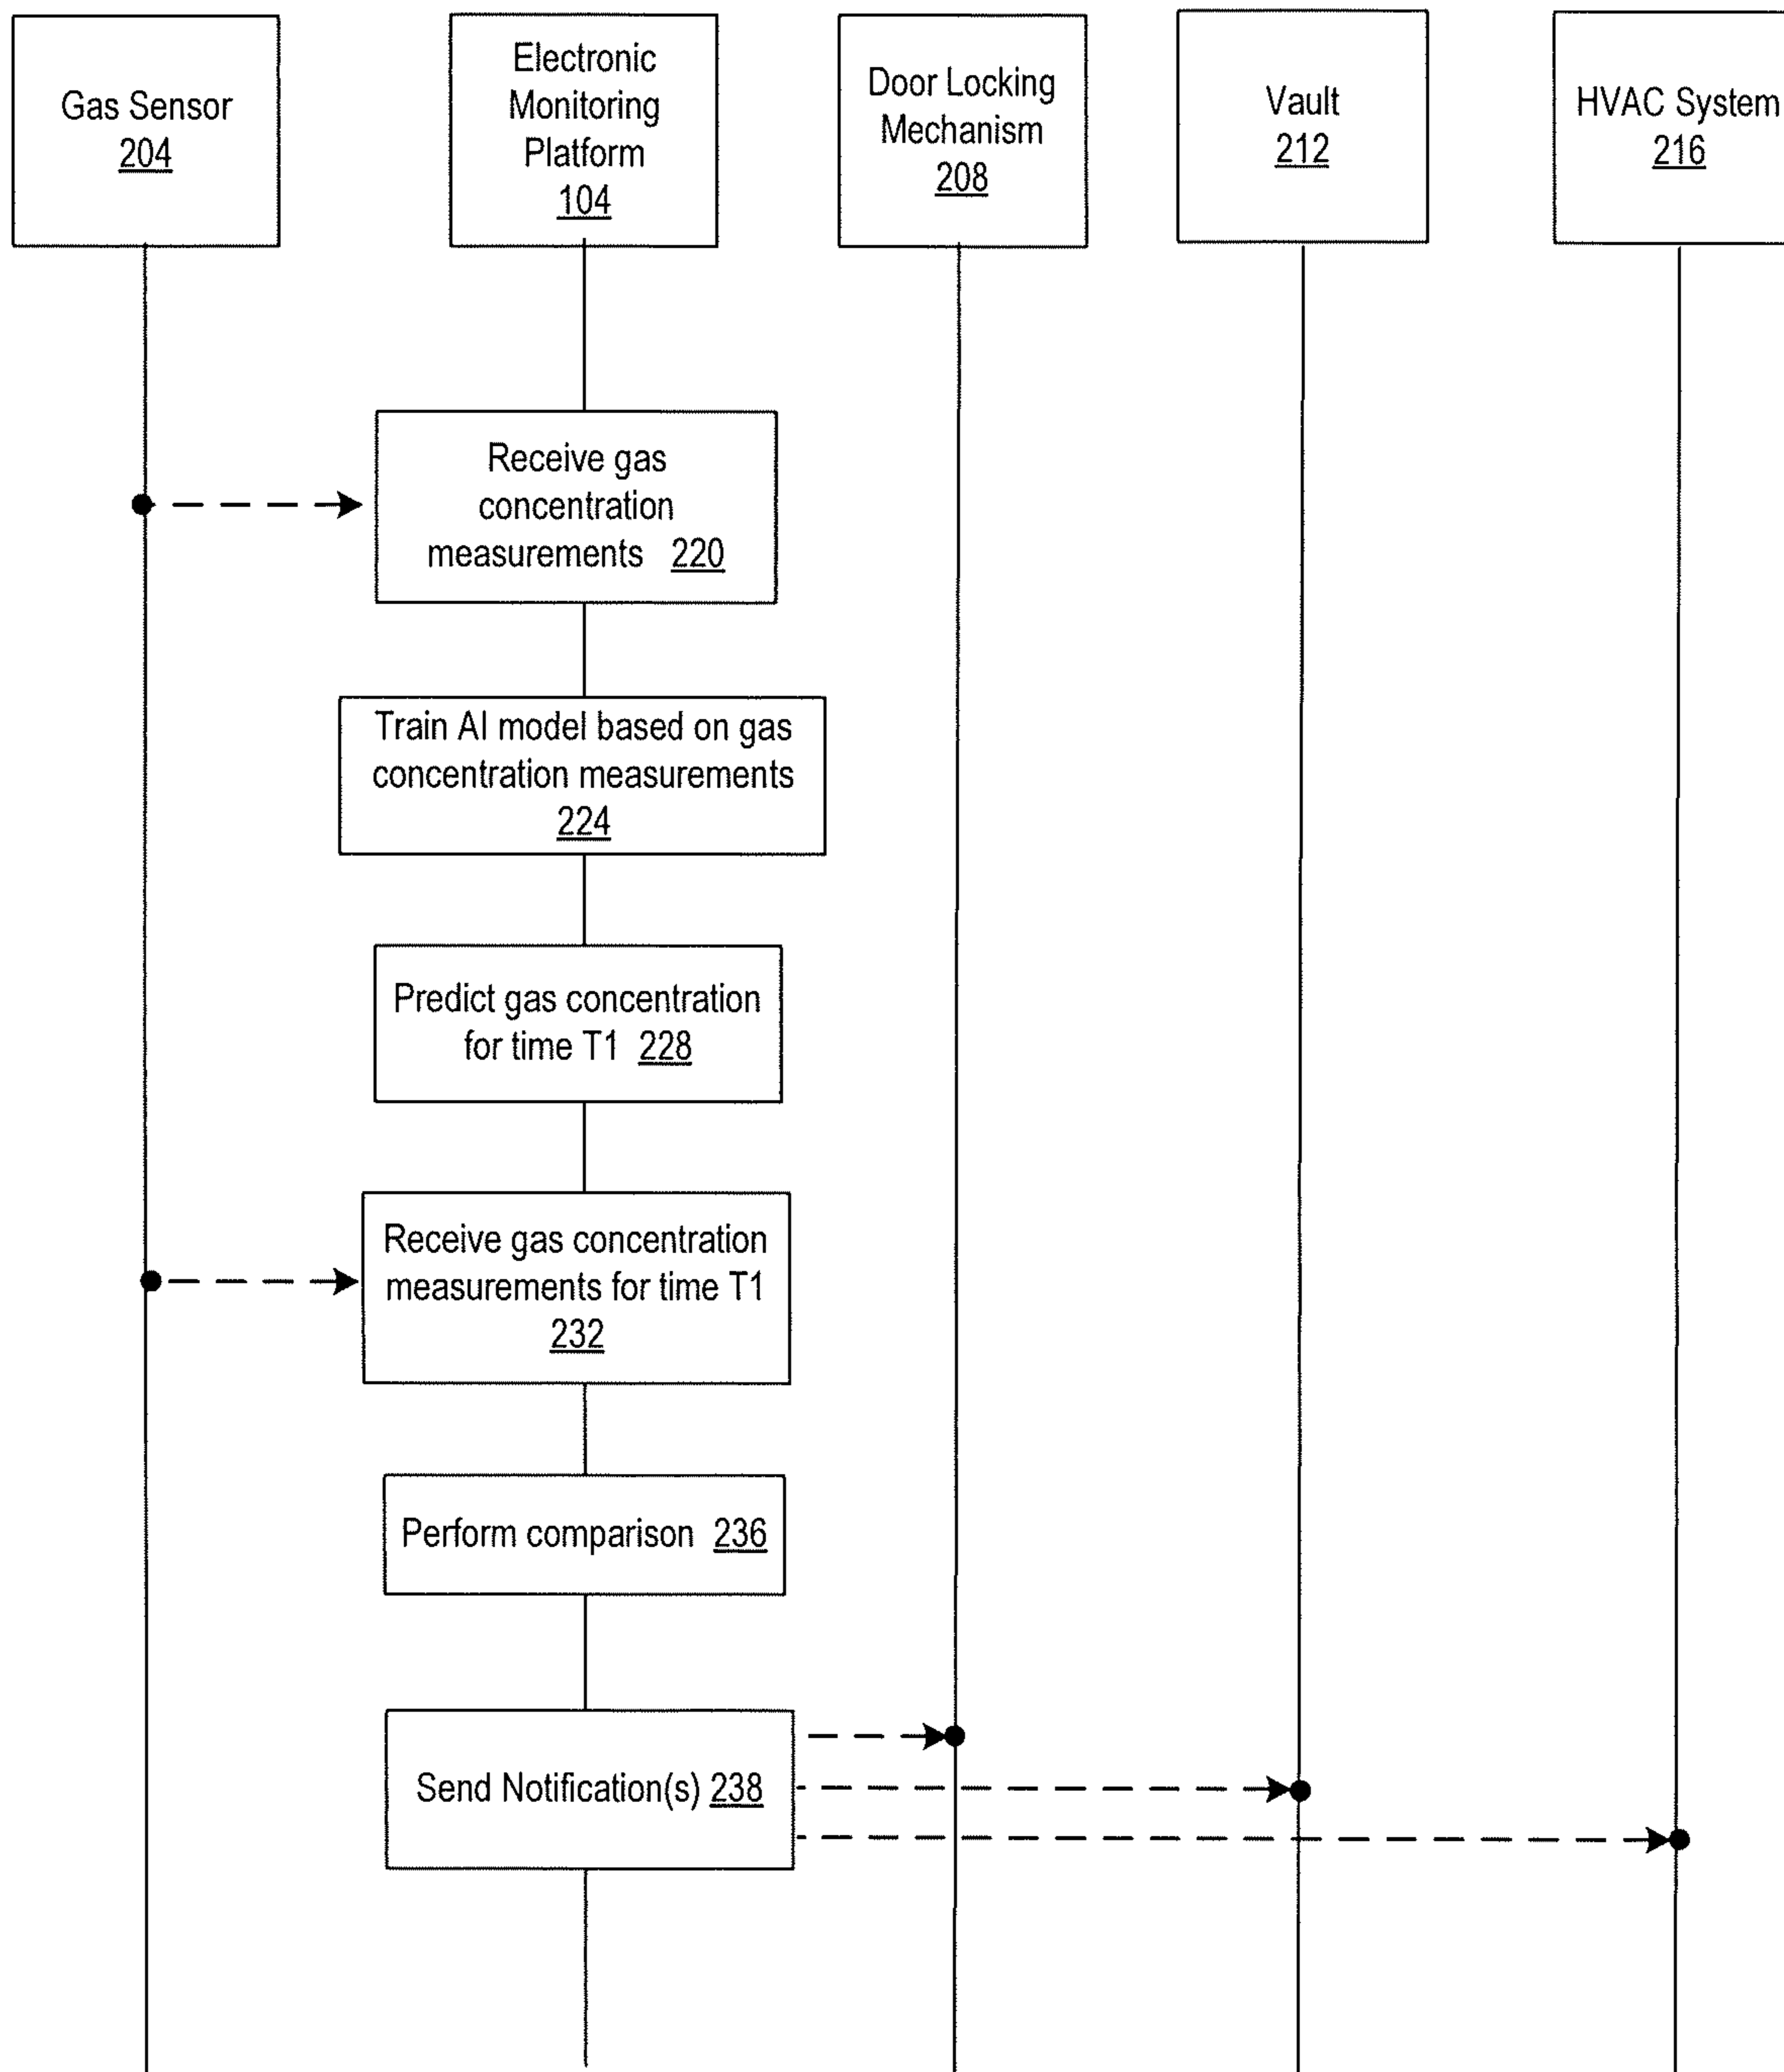 Gas Sensor
204
Electronic
Monitoring
Platform
104
Door Locking
Mechanism
208
Vault
212
HVAC System
216
Receive gas
concentration
measurements 220
Train AI model based on gas
concentration measurements
224
Predict gas concentration
for time T1 228
Receive gas concentration
measurements for time T1
232
Perform comparison 236
Send Notification(s) 238